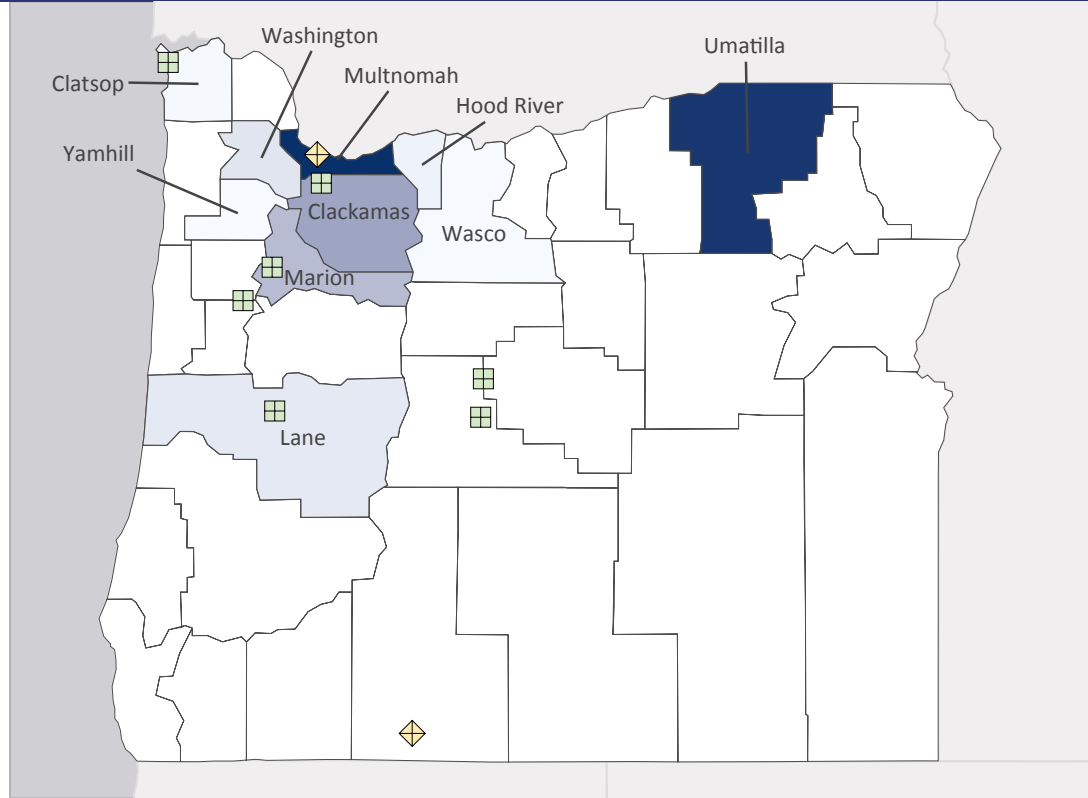 Washington
Umatilla
Multnomah
Clatsop
Hood River
Yamhill
Clackamas
Wasco
Marion
Lane